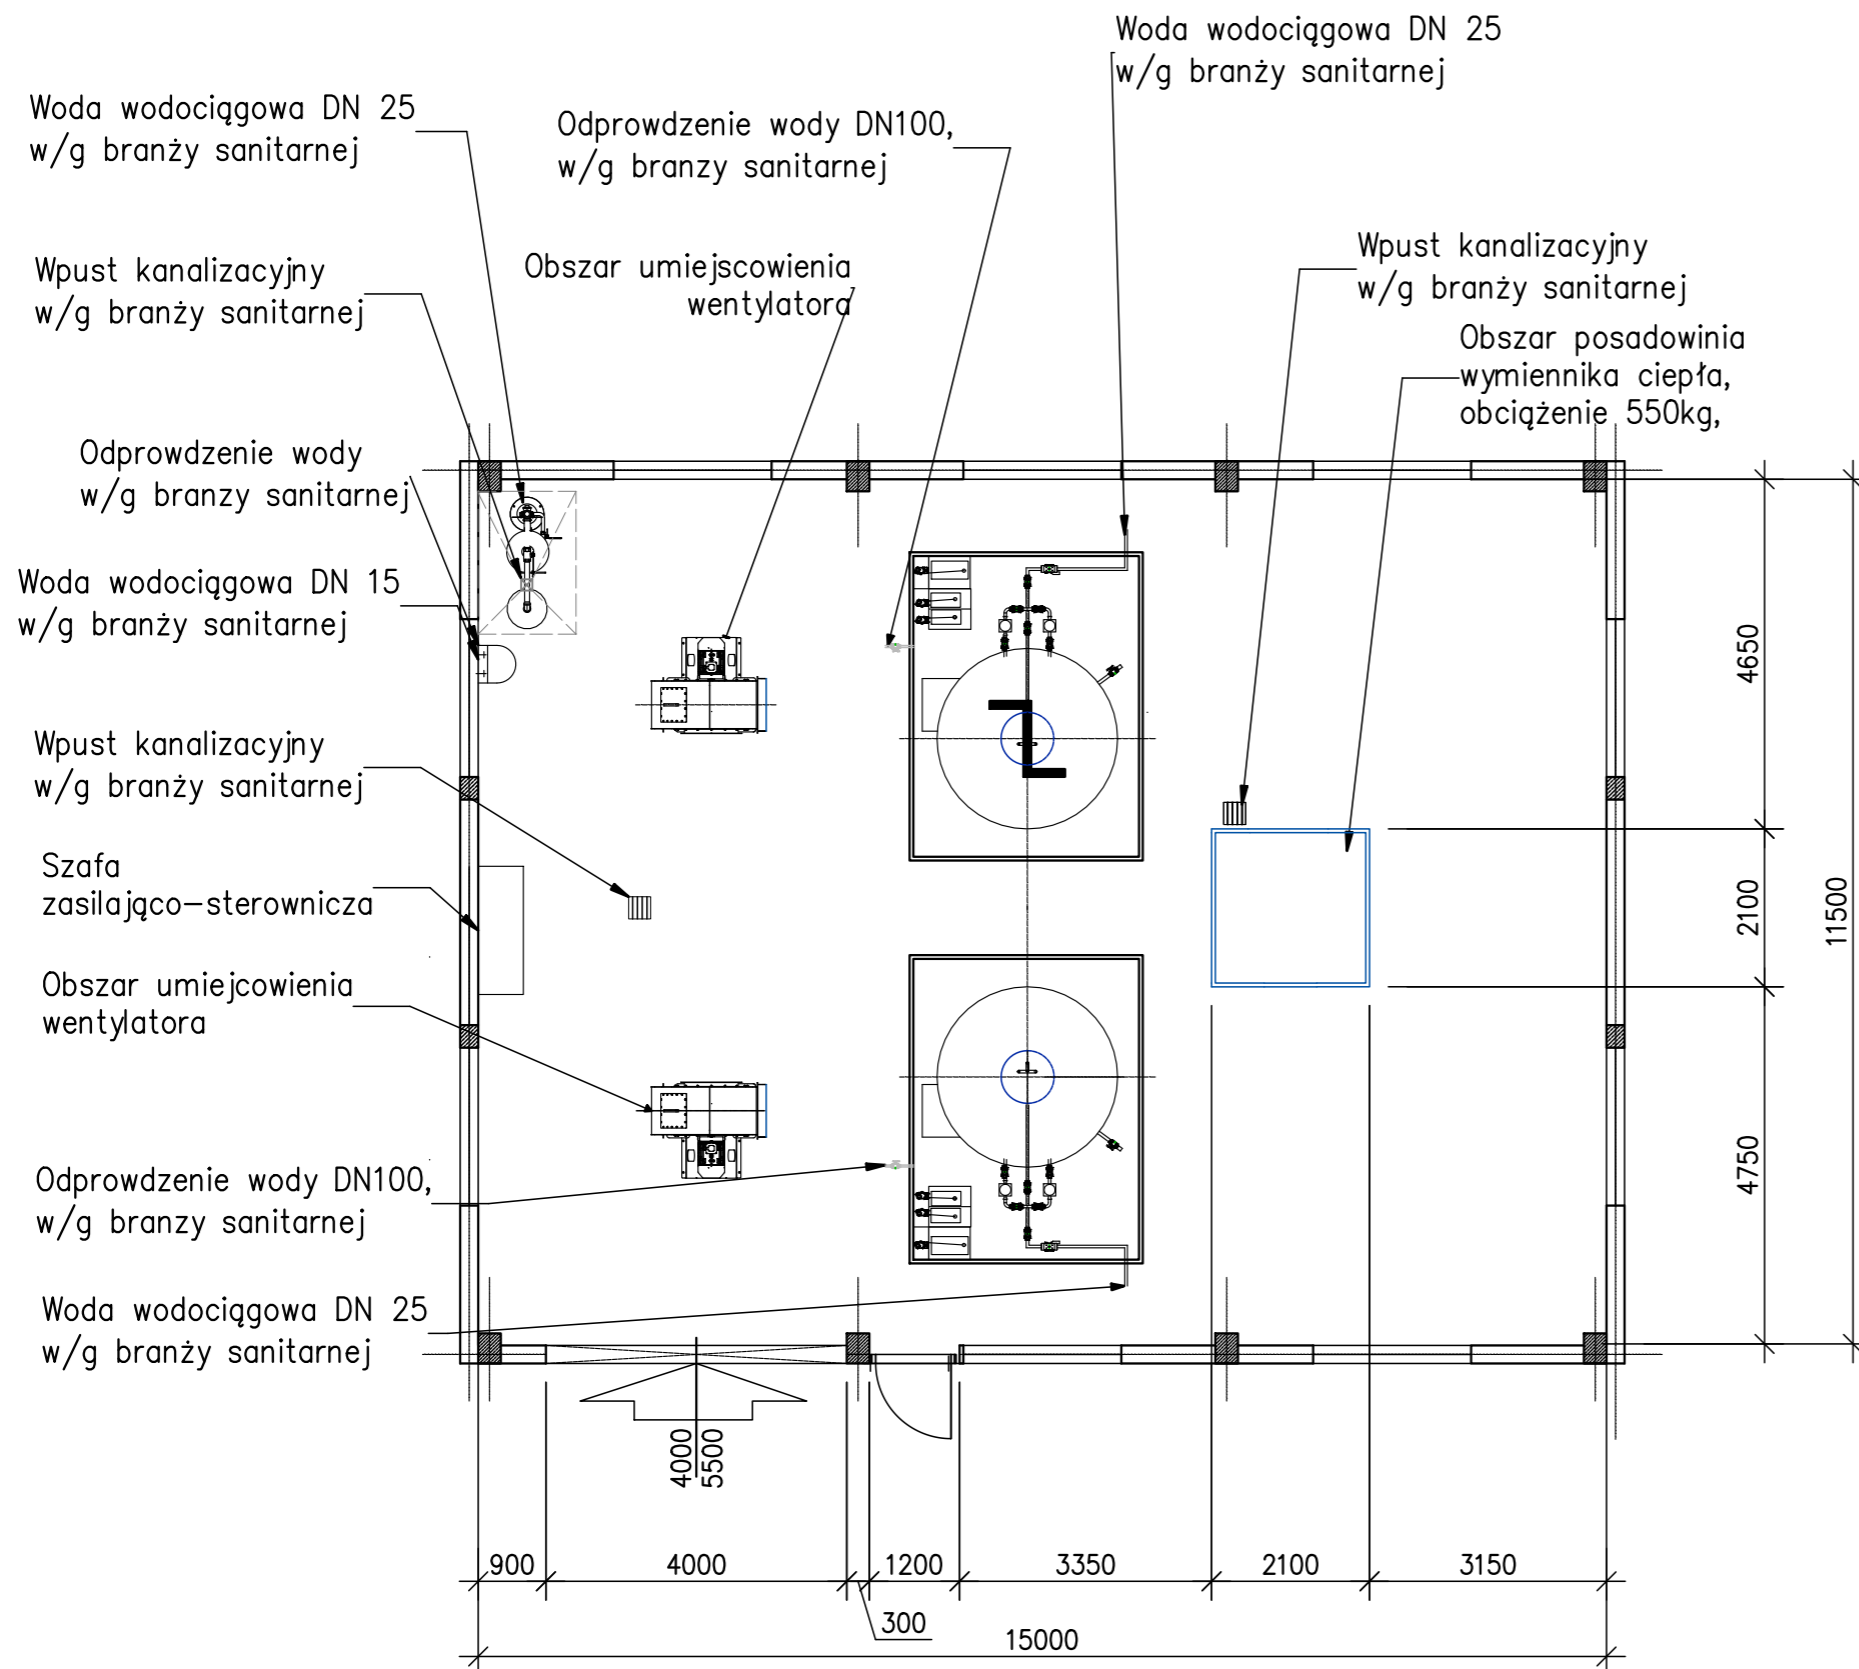 Woda wodociągowa DN 25
w/g branży sanitarnej
Woda wodociągowa DN 25
w/g branży sanitarnej
Odprowdzenie wody DN100,
w/g branzy sanitarnej
Wpust kanalizacyjny
w/g branży sanitarnej
Obszar umiejscowienia
wentylatora
Wpust kanalizacyjny
w/g branży sanitarnej
Obszar posadowinia
wymiennika ciepła,
obciążenie 550kg,
Odprowdzenie wody
w/g branzy sanitarnej
Woda wodociągowa DN 15
w/g branży sanitarnej
Wpust kanalizacyjny
w/g branży sanitarnej
Szafa
zasilająco-sterownicza
Obszar umiejcowienia
wentylatora
Odprowdzenie wody DN100,
w/g branzy sanitarnej
Woda wodociągowa DN 25
w/g branży sanitarnej
4650
2100
11500
4750
4000
5500
900
4000
1200
3350
2100
3150
300
15000